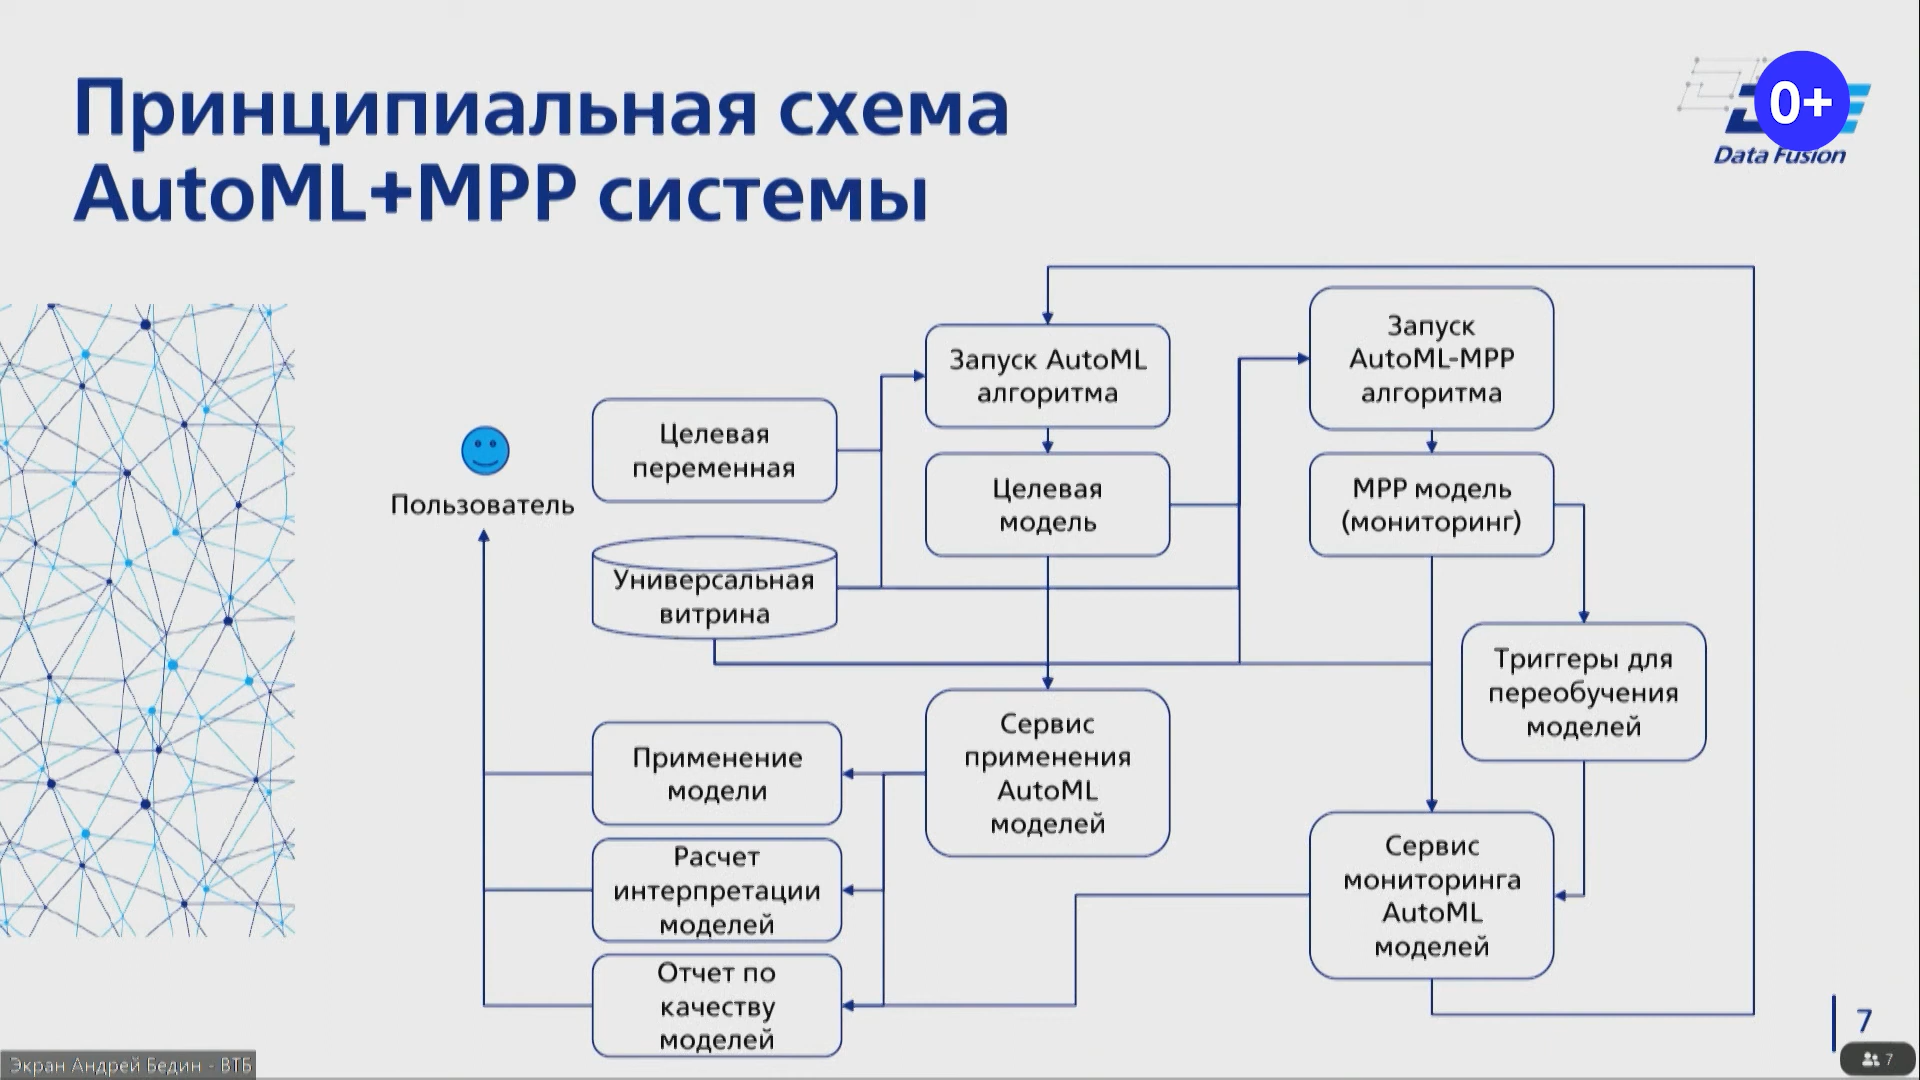 Принципиальная схема
AutoML+MPP системы
0+
Data Fusion
Пользователь
Целевая
переменная
Универсальная
витрина
Запуск AutoML
алгоритма
Целевая
модель
Запуск
AutoML-MPP
алгоритма
MPP модель
(мониторинг)
Триггеры для
переобучения
моделей
Сервис
применения
AutoML
моделей
Сервис
мониторинга
AutoML
моделей
Применение
модели
Расчет
интерпретации
моделей
Отчет по
качеству
моделей
7
Экран Андрей Бедин - ВТБ
7